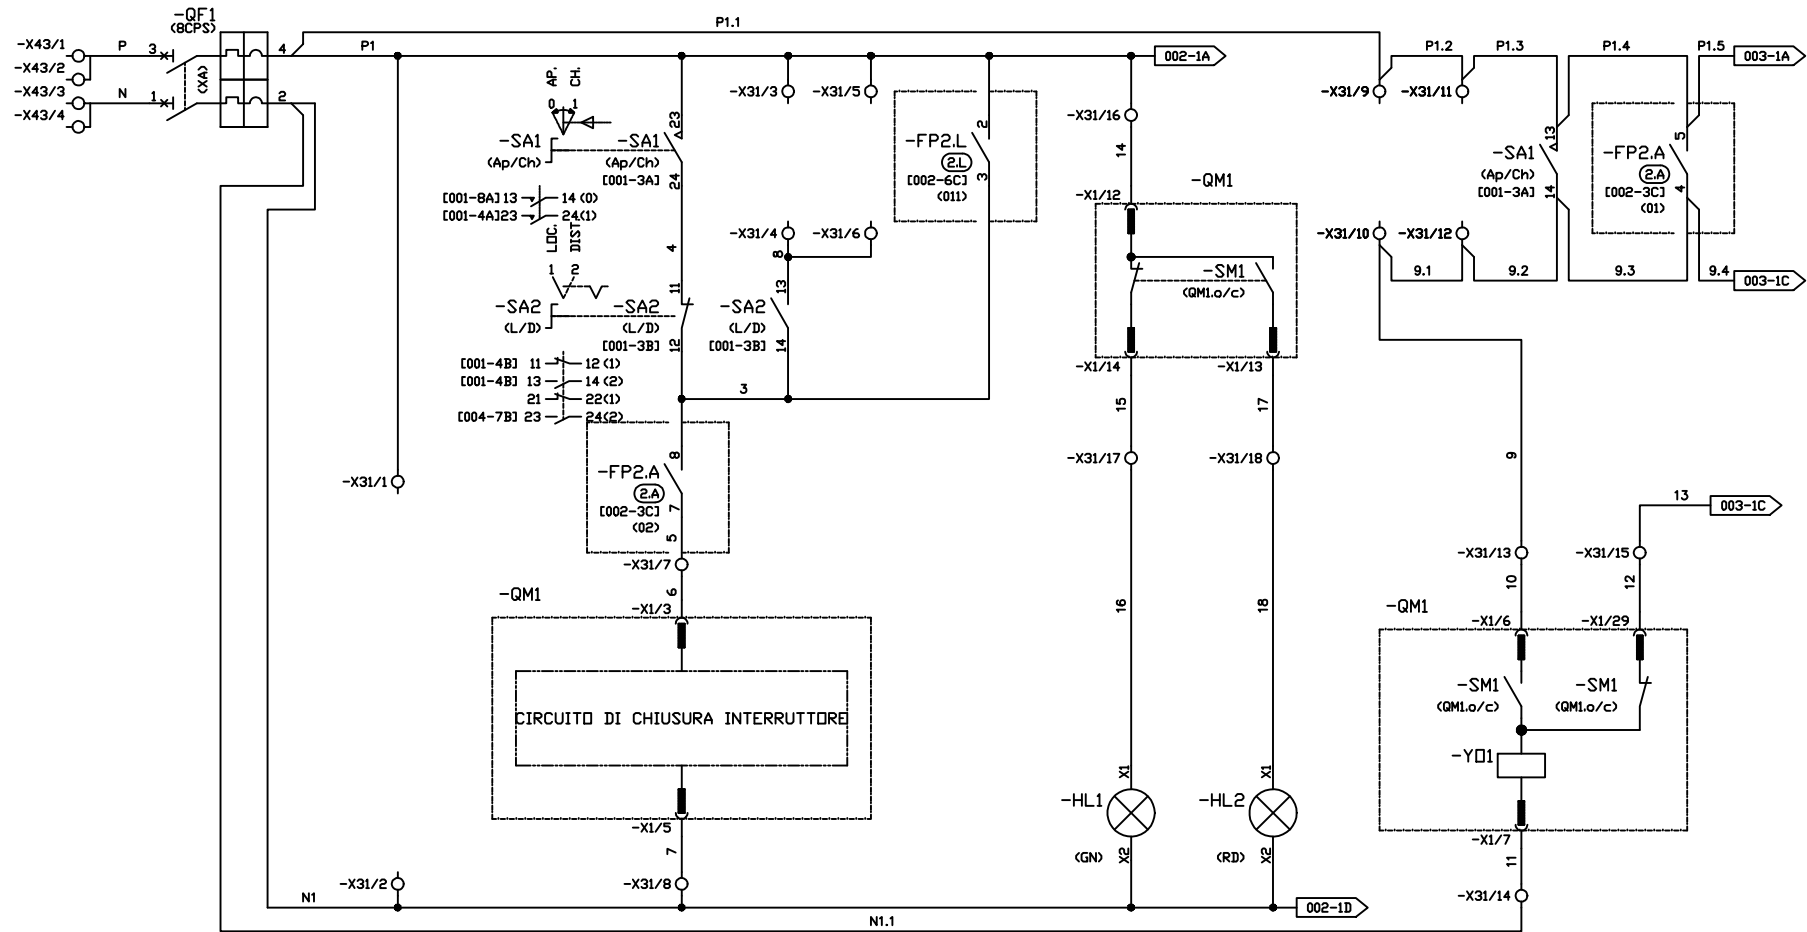 -QF1
(8CPS)
-X43/1
-X43/2
-X43/3
-X43/4
P
N
3
1
(XA)
4
2
P1
P1.1
002-1A
P1.2
P1.3
P1.4
P1.5
003-1A
AP.
CH.
0
1
-SA1
(Ap/Ch)
-SA1
(Ap/Ch)
[001-3A]
23
24
[001-8A] 13
14 (0)
[001-4A] 23
24(1)
LOC.
DIST.
1
2
4
11
-SA2
(L/D)
-SA2
(L/D)
[001-3B]
12
[001-4B] 11
12 (1)
[001-4B] 13
14 (2)
21
22(1)
[004-7B] 23
24(2)
-X31/3
-X31/5
-X31/4
-X31/6
8
13
-SA2
(L/D)
[001-3B]
14
3
-FP2.L
2.L
[002-6C]
(011)
2
3
-X31/16
14
-X1/12
-QM1
-SM1
(QM1.o/c)
-X1/14
-X1/13
15
17
-X31/17
-X31/18
16
18
X1
X1
-HL1
-HL2
(GN)
X2
(RD)
X2
-X31/1
-X31/2
8
-FP2.A
2.A
[002-3C]
(02)
7
5
-X31/7
6
-QM1
-X1/3
CIRCUITO DI CHIUSURA INTERRUTTORE
-X1/5
7
-X31/8
N1
002-1D
N1.1
-X31/9
-X31/11
-X31/10
-X31/12
13
-SA1
(Ap/Ch)
[001-3A]
14
5
-FP2.A
2.A
[002-3C]
(01)
4
9.1
9.2
9.3
9.4
003-1C
9
13
003-1C
-X31/13
-X31/15
10
12
-QM1
-X1/6
-X1/29
-SM1
(QM1.o/c)
-SM1
(QM1.o/c)
-YO1
-X1/7
11
-X31/14